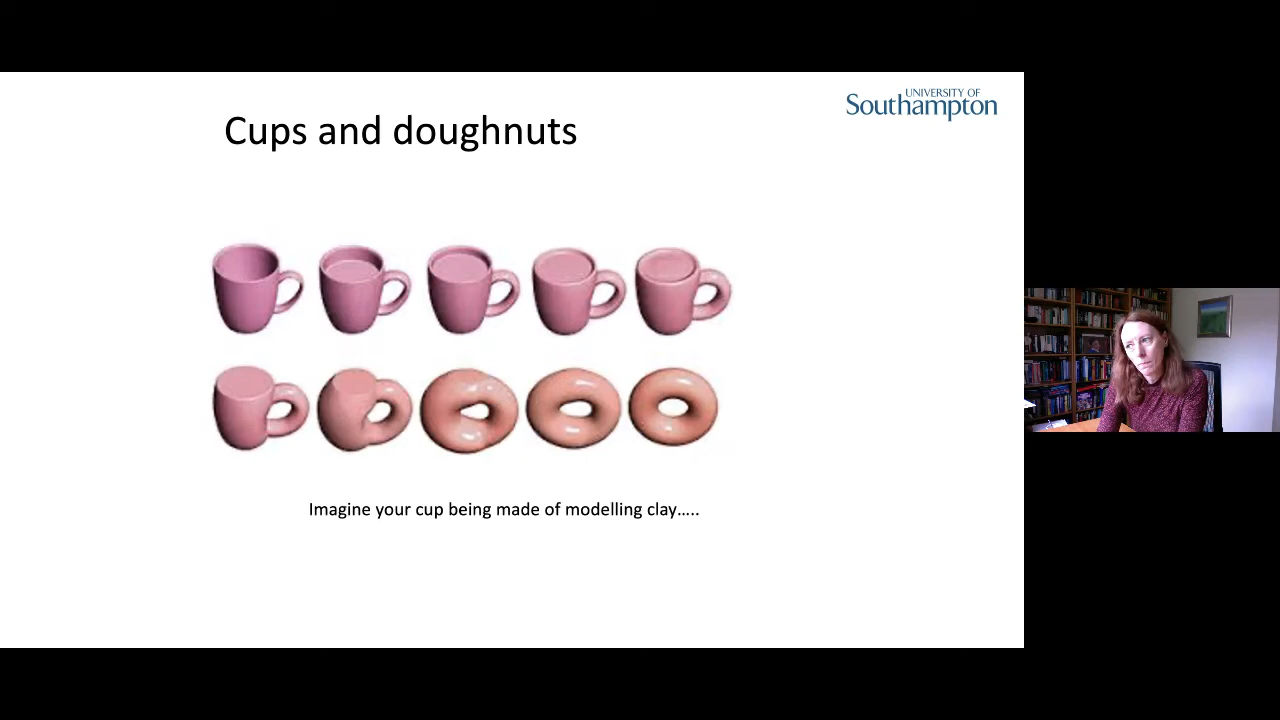 UNIVERSITY OF
Southampton
Cups and doughnuts
Imagine your cup being made of modelling clay.....